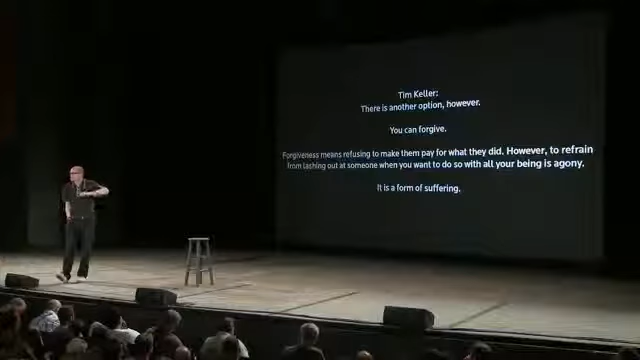 Tim Keller:
There is another option, however.
You can forgive.
Forgiveness means refusing to make them pay for what they did. However, to refrain
from lashing out at someone when you want to do so with all your being is agony.
It is a form of suffering.